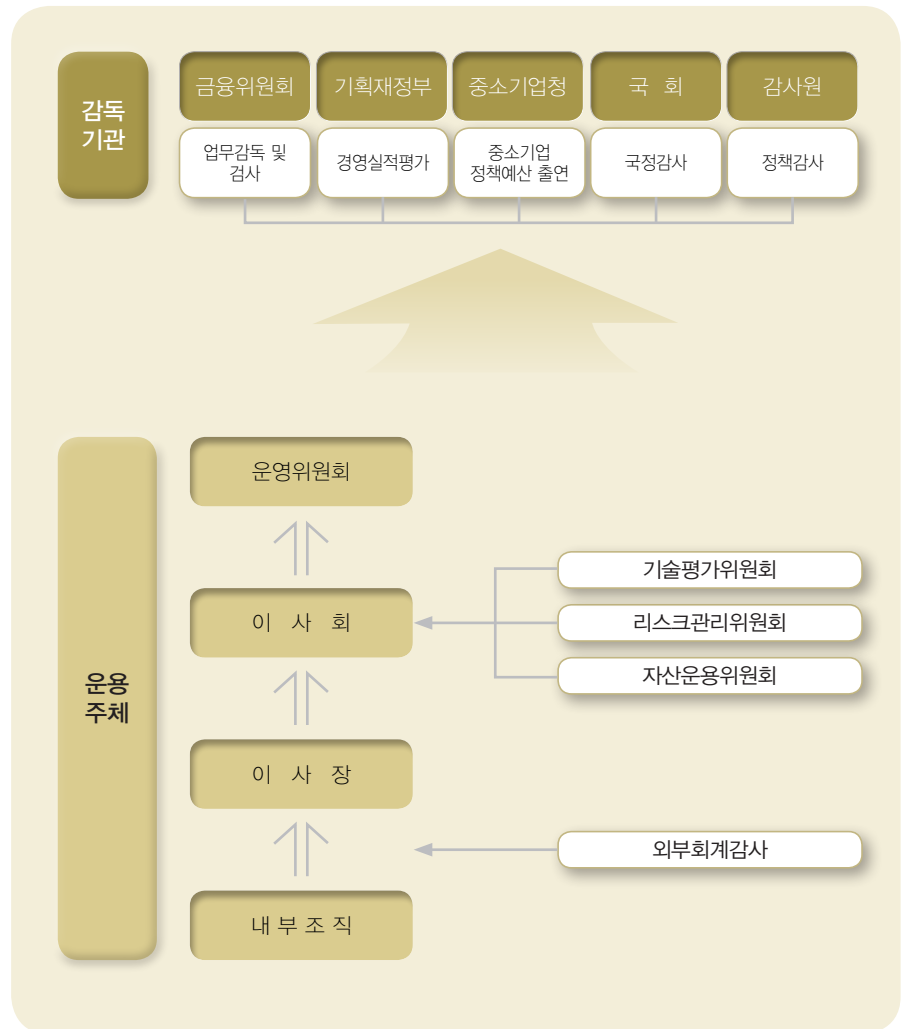 감독
기관
금융위원회
기획재정부
중소기업청
국 회
감사원
업무감독 및
검사
경영실적평가
중소기업
정책예산 출연
국정감사
정책감사
운용
주체
운영위원회
이 사 회
기술평가위원회
리스크관리위원회
자산운용위원회
이 사 장
외부회계감사
내 부 조 직